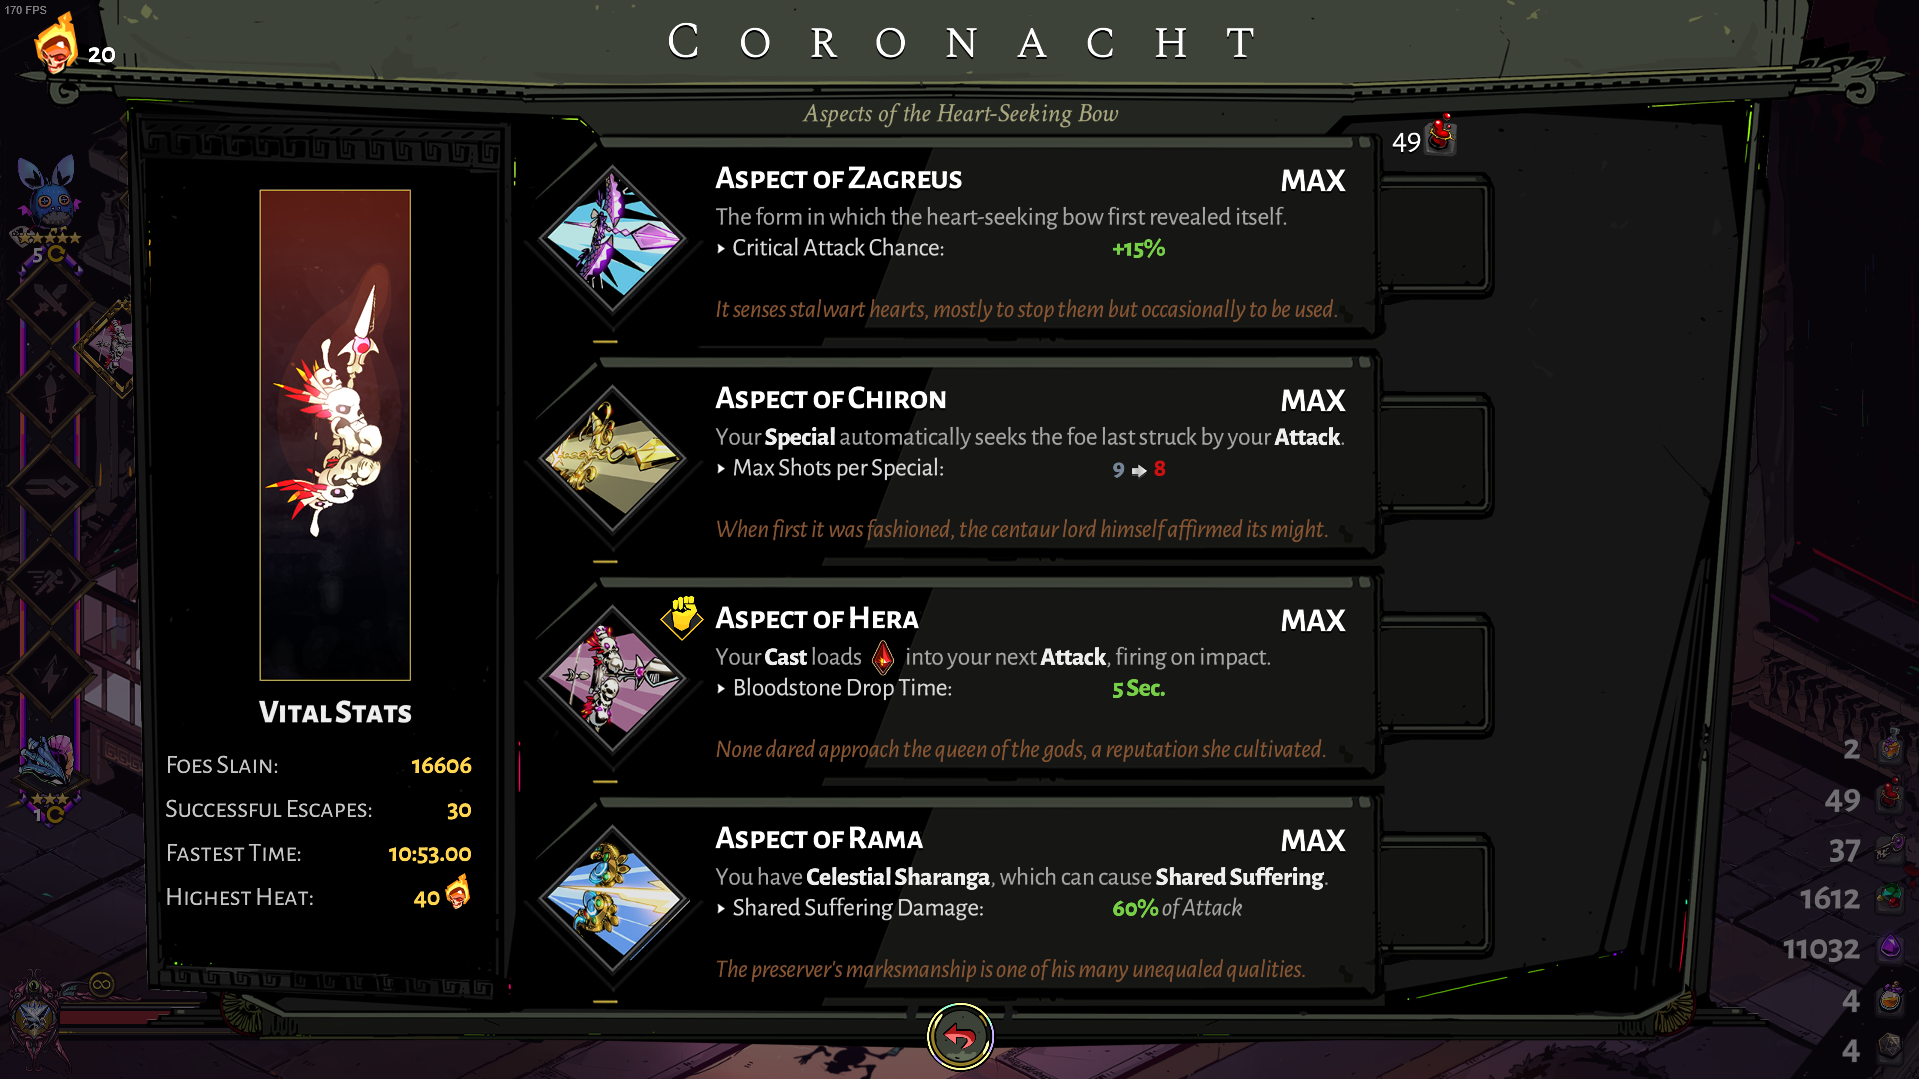 170 FPS
20
CORONACHT
Aspects of the Heart-Seeking Bow
49
ASPECT OF ZAGREUS MAX
The form in which the heart-seeking bow first revealed itself.
Critical Attack Chance: +15%
It senses stalwart hearts, mostly to stop them but occasionally to be used.
5
ASPECT OF CHIRON MAX
Your Special automatically seeks the foe last struck by your Attack.
Max Shots per Special: 9 8
When first it was fashioned, the centaur lord himself affirmed its might.
ASPECT OF HERA MAX
Your Cast loads into your next Attack, firing on impact.
Bloodstone Drop Time: 5 Sec.
None dared approach the queen of the gods, a reputation she cultivated.
ASPECT OF RAMA MAX
You have Celestial Sharanga, which can cause Shared Suffering.
Shared Suffering Damage: 60% of Attack
The preserver's marksmanship is one of his many unequaled qualities.
VITAL STATS
FOES SLAIN: 16606
SUCCESSFUL ESCAPES: 30
FASTEST TIME: 10:53.00
HIGHEST HEAT: 40
1
2
49
37
1612
11032
4
4